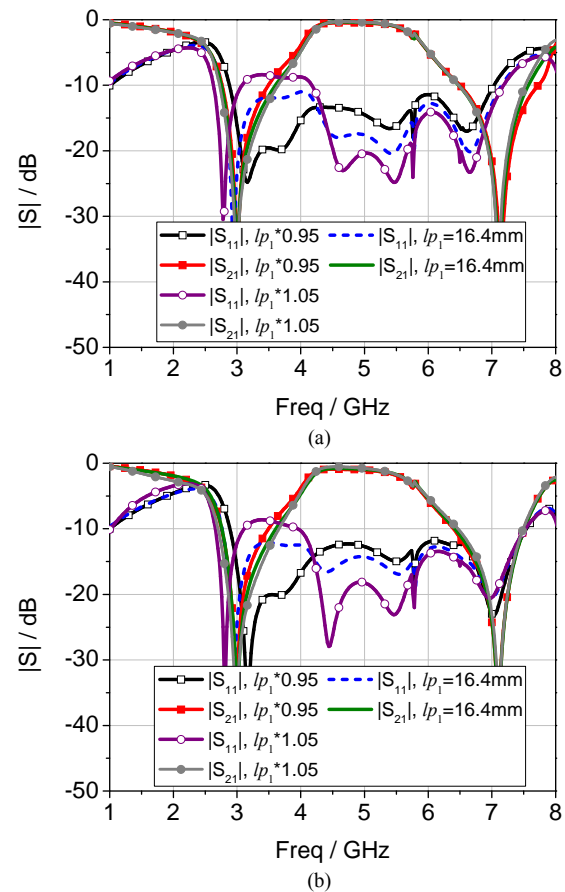 0
-10
-20
-30
-40
-50
|S| / dB
|S₁₁|, lp₁*0.95
|S₁₁|, lp₁=16.4mm
|S₂₁|, lp₁*0.95
|S₂₁|, lp₁=16.4mm
|S₁₁|, lp₁*1.05
|S₂₁|, lp₁*1.05
1 2 3 4 5 6 7 8
Freq / GHz
(a)
0
-10
-20
-30
-40
-50
|S| / dB
|S₁₁|, lp₁*0.95
|S₁₁|, lp₁=16.4mm
|S₂₁|, lp₁*0.95
|S₂₁|, lp₁=16.4mm
|S₁₁|, lp₁*1.05
|S₂₁|, lp₁*1.05
1 2 3 4 5 6 7 8
Freq / GHz
(b)